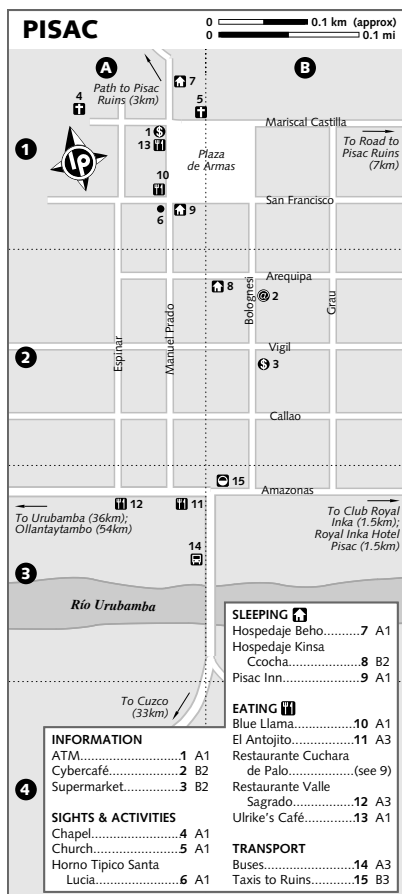 PISAC
0 0.1 km (approx)
0 0.1 mi
A
B
Path to Pisac
Ruins (3km)
7
4
5
Mariscal Castilla
1
1
13
Plaza
de Armas
To Road to
Pisac Ruins
(7km)
lp
10
San Francisco
6
9
Arequipa
8
2
Bolognesi
Grau
Espinar
Manuel Prado
Vigil
2
3
Callao
15
Amazonas
12
11
To Urubamba (36km);
Ollantaytambo (54km)
To Club Royal
Inka (1.5km);
Royal Inka Hotel
Pisac (1.5km)
14
3
Río Urubamba
To Cuzco
(33km)
4
INFORMATION
ATM.....................1 A1
Cybercafé..............2 B2
Supermarket..........3 B2
SIGHTS & ACTIVITIES
Chapel..................4 A1
Church..................5 A1
Horno Tipico Santa
Lucia..................6 A1
SLEEPING
Hospedaje Beho..........7 A1
Hospedaje Kinsa
Ccocha....................8 B2
Pisac Inn....................9 A1
EATING
Blue Llama................10 A1
El Antojito................11 A3
Restaurante Cuchara
de Palo...............(see 9)
Restaurante Valle
Sagrado................12 A3
Ulrike's Café.............13 A1
TRANSPORT
Buses.......................14 A3
Taxis to Ruins...........15 B3